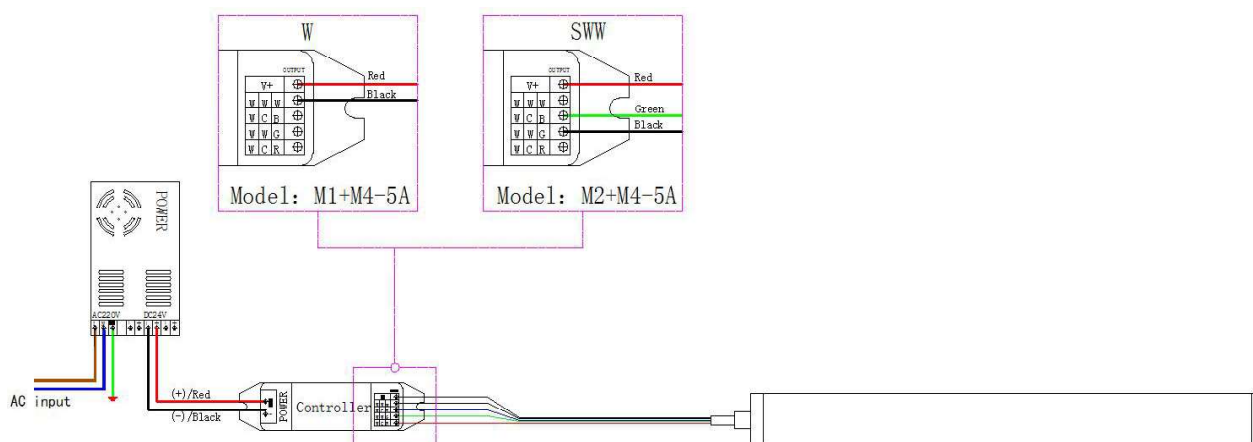 W
OUTPUT
V+
Red
W W W
Black
W C B
W W G
W C R
Model: M1+M4-5A
SWW
OUTPUT
V+
Red
W W W
W C B
Green
W W G
Black
W C R
Model: M2+M4-5A
POWER
AC220V
DC24V
AC input
(+)/Red
(-)/Black
POWER
Controller